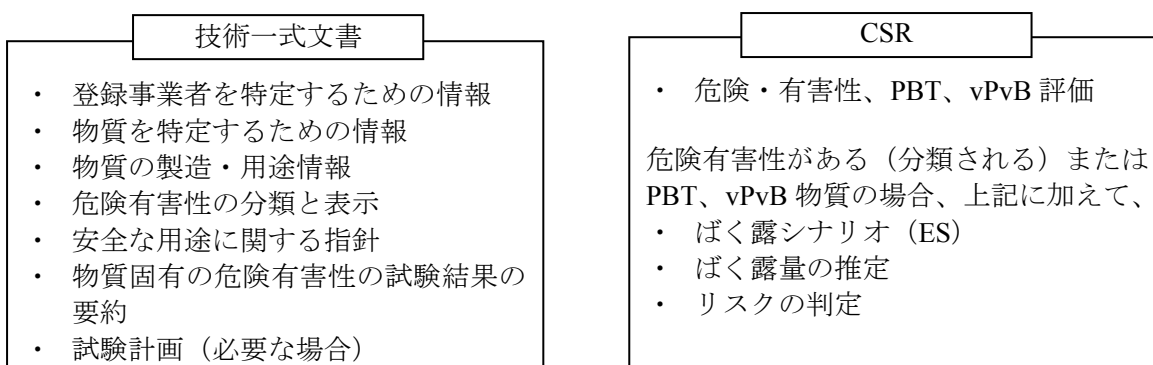 技術一式文書
・ 登録事業者を特定するための情報
・ 物質を特定するための情報
・ 物質の製造・用途情報
・ 危険有害性の分類と表示
・ 安全な用途に関する指針
・ 物質固有の危険有害性の試験結果の
要約
・ 試験計画（必要な場合）
CSR
・ 危険・有害性、PBT、vPvB 評価
危険有害性がある（分類される）または
PBT、vPvB 物質の場合、上記に加えて、
・ ばく露シナリオ（ES）
・ ばく露量の推定
・ リスクの判定